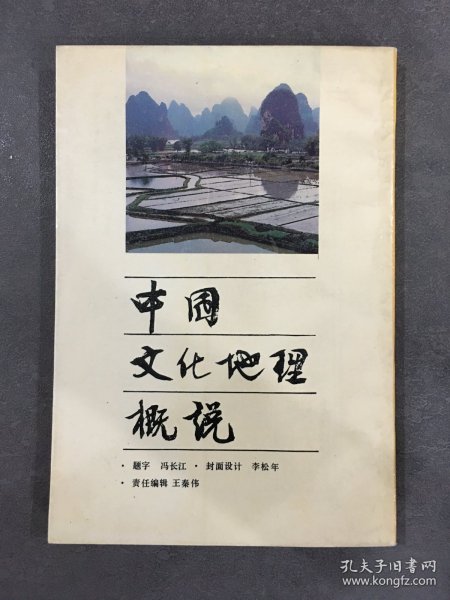 中国
文化地理
概说
· 题字 冯长江 · 封面设计 李松年
· 责任编辑 王秦伟
孔夫子旧书网
www.kongfz.com